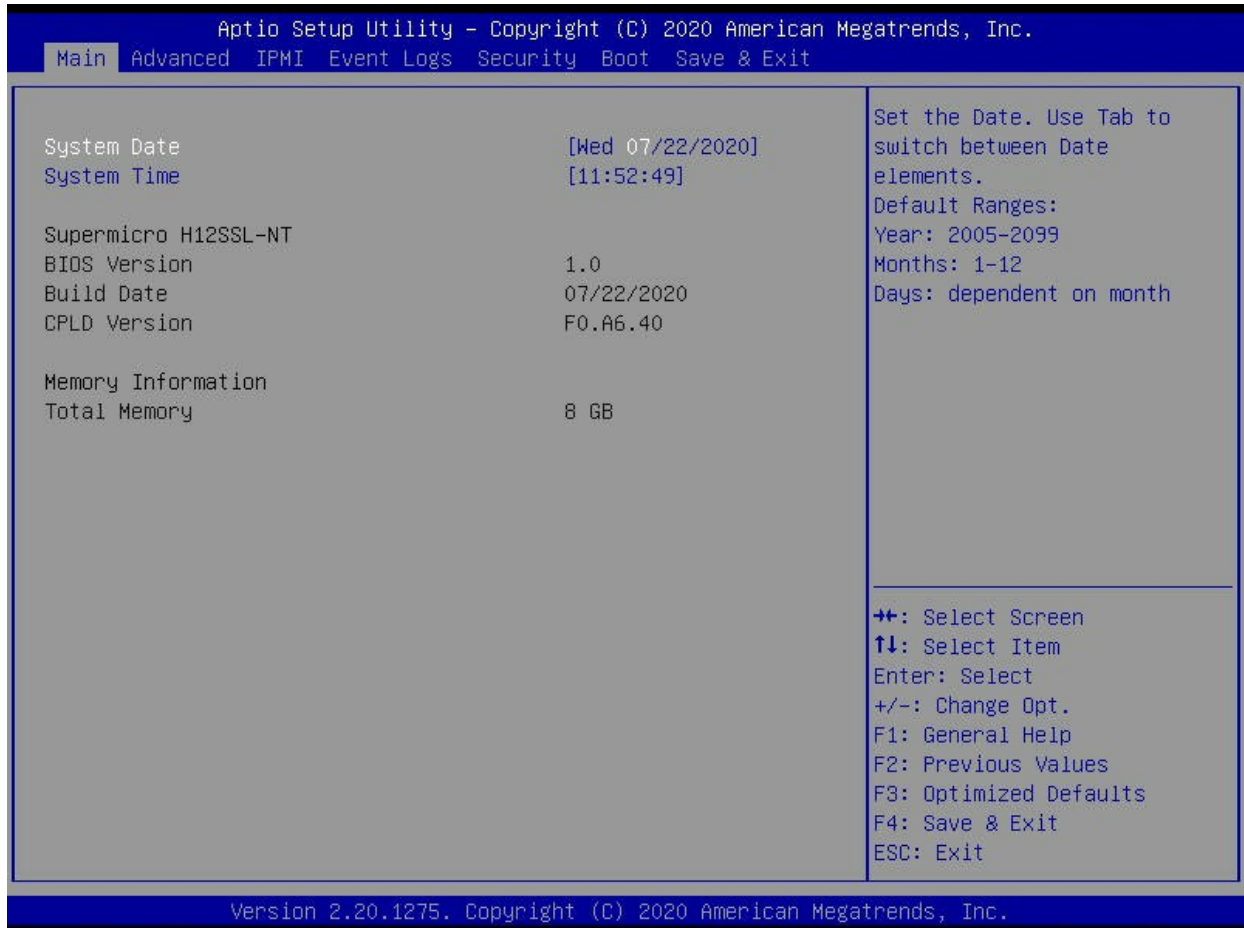 Aptio Setup Utility – Copyright (C) 2020 American Megatrends, Inc.
Main Advanced IPMI Event Logs Security Boot Save & Exit
System Date [Wed 07/22/2020]
System Time [11:52:49]
Supermicro H12SSL-NT
BIOS Version 1.0
Build Date 07/22/2020
CPLD Version F0.A6.40
Memory Information
Total Memory 8 GB
Set the Date. Use Tab to
switch between Date
elements.
Default Ranges:
Year: 2005-2099
Months: 1-12
Days: dependent on month
→←: Select Screen
↑↓: Select Item
Enter: Select
+/-: Change Opt.
F1: General Help
F2: Previous Values
F3: Optimized Defaults
F4: Save & Exit
ESC: Exit
Version 2.20.1275. Copyright (C) 2020 American Megatrends, Inc.